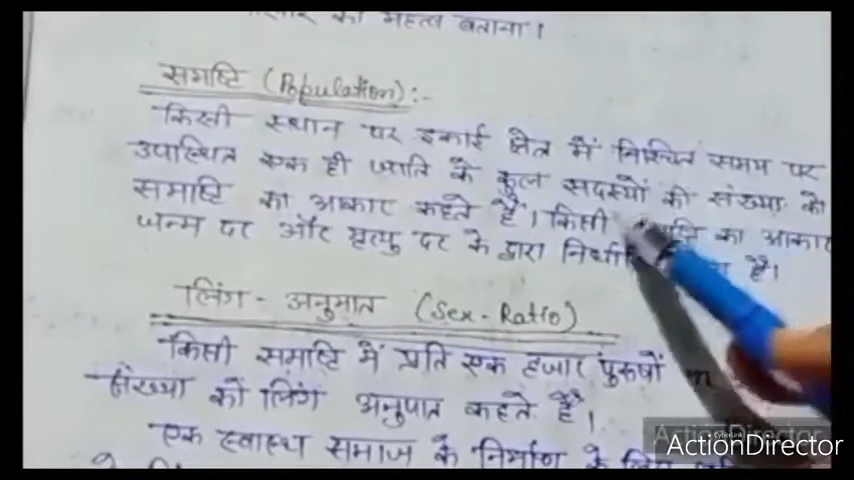 का महत्व बताना।
समष्टि (Population):-
किसी स्थान पर इकाई क्षेत्र में निश्चित समय पर
उपस्थित एक ही जाति के कुल सदस्यों की संख्या को
समष्टि का आकार कहते हैं। किसी का आकार
जन्म दर और मृत्यु दर के द्वारा है।
लिंग - अनुपात (Sex-Ratio)
किसी समष्टि में प्रति एक हजार पुरुषों
संख्या को लिंग अनुपात कहते हैं।
एक स्वास्थ समाज के निर्माण के लिए
CyberLink
ActionDirector